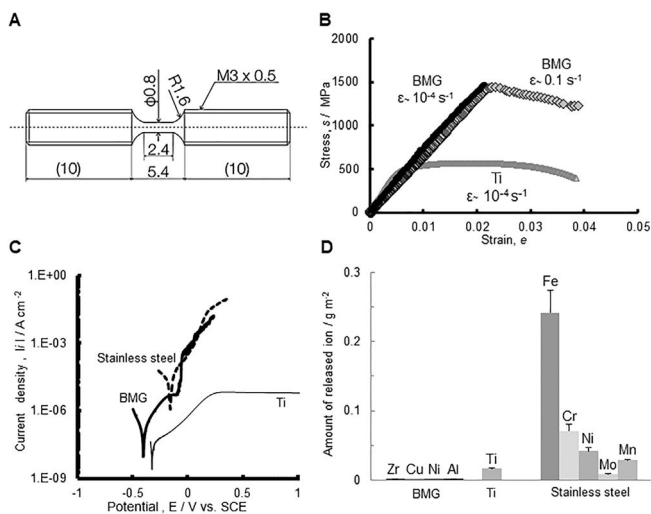 A
M3 x 0.5
ϕ0.8
R1.6
(10)
2.4
5.4
(10)
B
Stress, s / MPa
2000
1500
1000
500
0
BMG
ε~ 10-4 s-1
BMG
ε~ 0.1 s-1
Ti
ε~ 10-4 s-1
0
0.01
0.02
0.03
0.04
0.05
Strain, e
C
Current density , |i| / A cm-2
1.E+00
1.E-03
1.E-06
1.E-09
Stainless steel
BMG
Ti
-1
-0.5
0
0.5
1
Potential , E / V vs. SCE
D
Amount of released ion / g m-2
0.3
0.2
0.1
0
Zr Cu Ni Al
Ti
Fe
Cr
Ni
Mo
Mn
BMG
Ti
Stainless steel